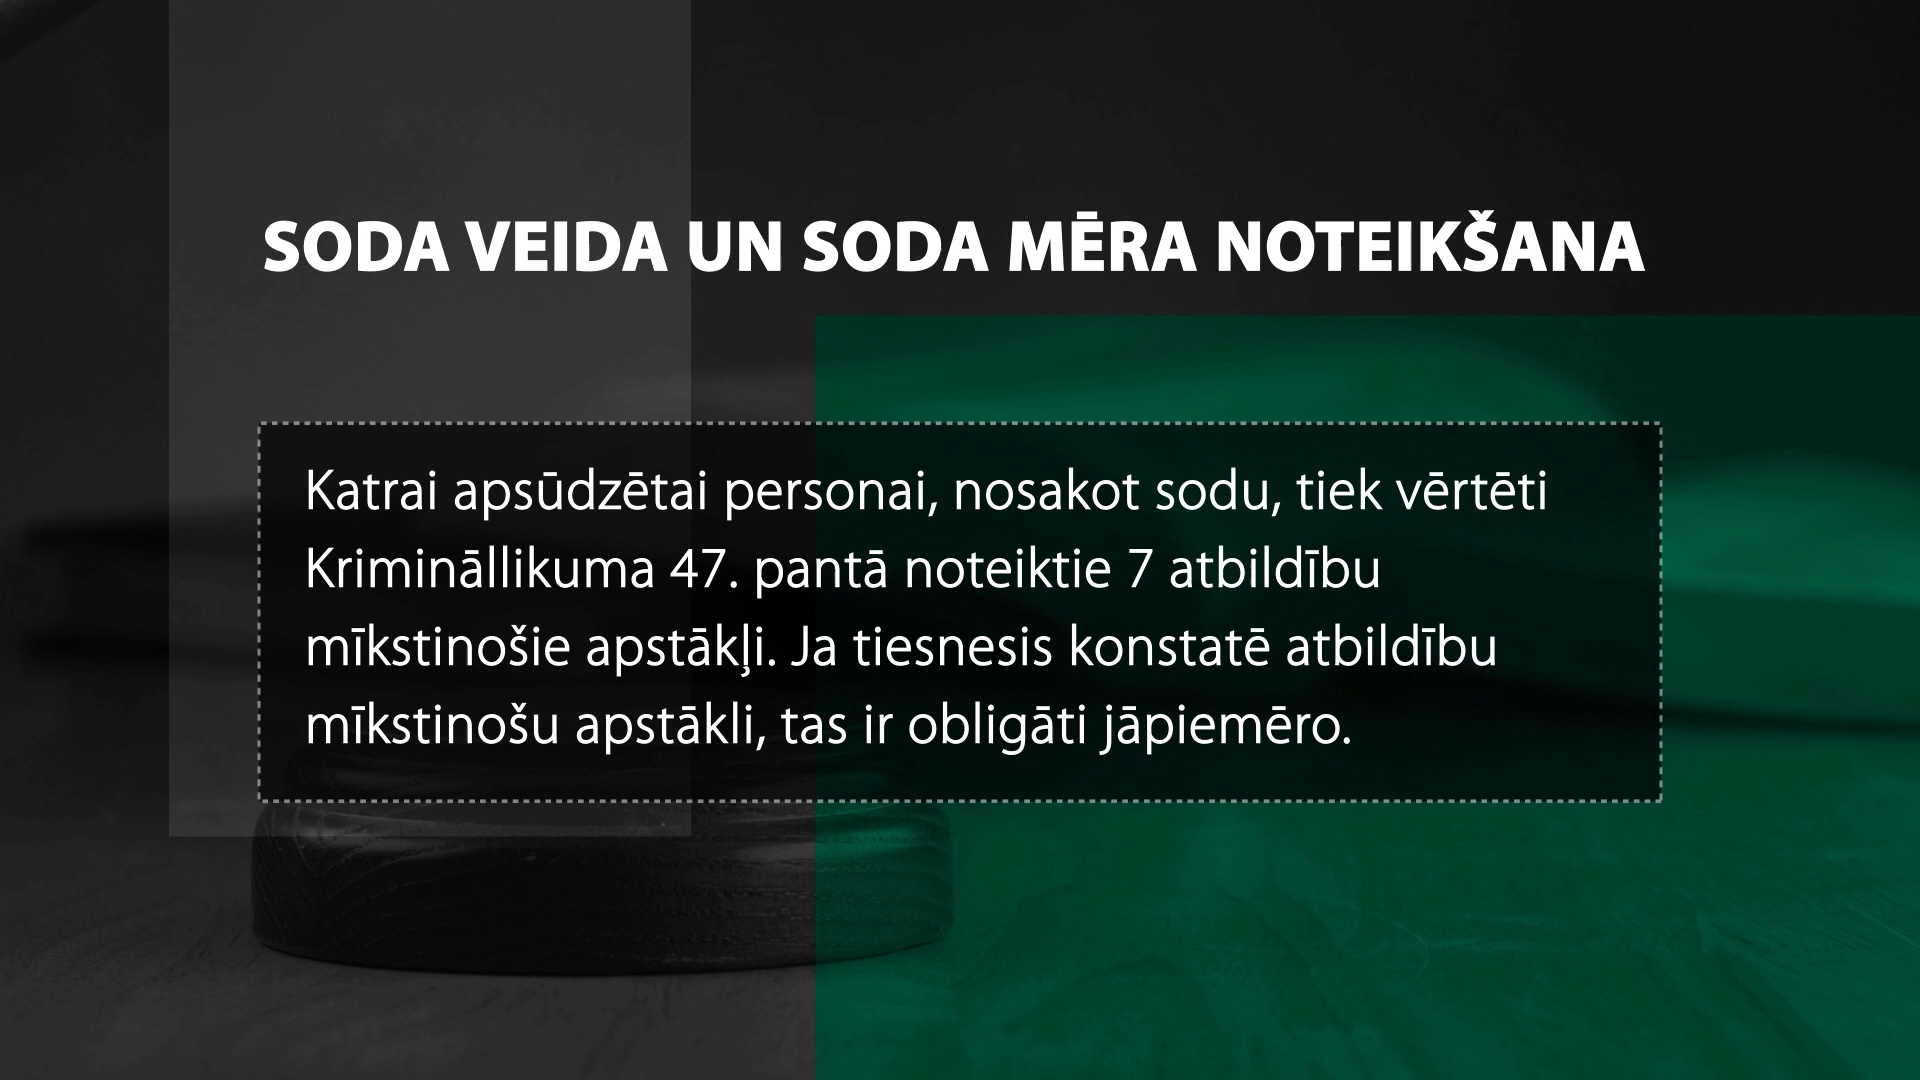 SODA VEIDA UN SODA MĒRA NOTEIKŠANA
Katrai apsūdzētai personai, nosakot sodu, tiek vērtēti
Krimināllikuma 47. pantā noteiktie 7 atbildību
mīkstinošie apstākļi. Ja tiesnesis konstatē atbildību
mīkstinošu apstākli, tas ir obligāti jāpiemēro.